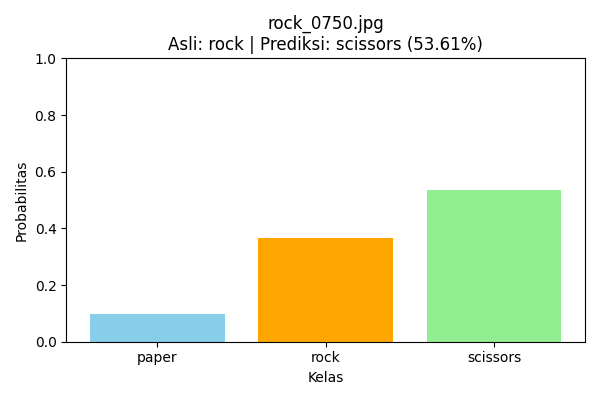 rock_0750.jpg
Asli: rock | Prediksi: scissors (53.61%)
1.0
0.8
0.6
0.4
0.2
0.0
Probabilitas
paper
rock
scissors
Kelas